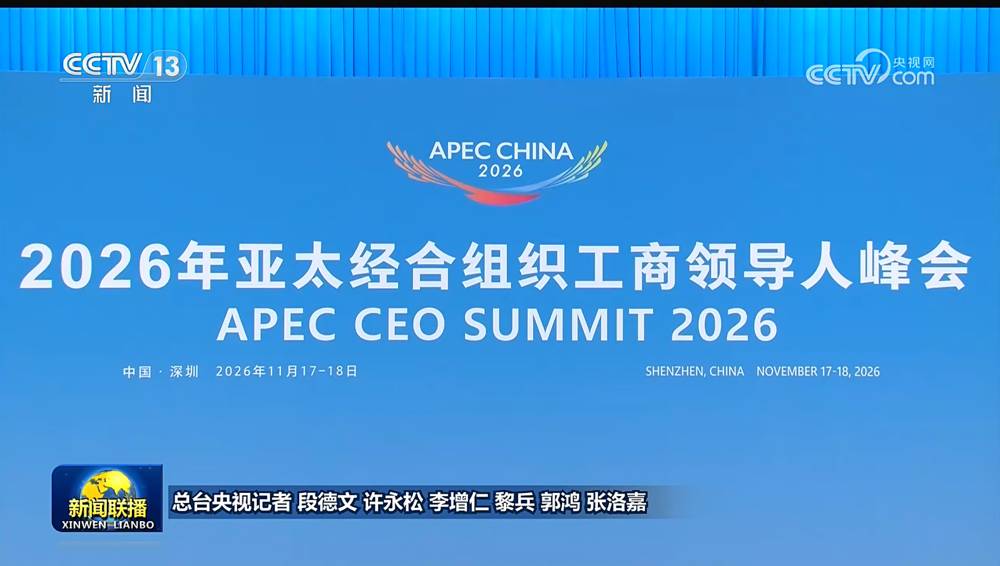 CCTV 13
新闻
CCTV 央视网
com
APEC CHINA
2026
2026年亚太经合组织工商领导人峰会
APEC CEO SUMMIT 2026
中国·深圳 2026年11月17-18日
SHENZHEN, CHINA NOVEMBER 17-18, 2026
新闻联播
XINWEN LIANBO
总台央视记者 段德文 许永松 李增仁 黎兵 郭鸿 张洛嘉